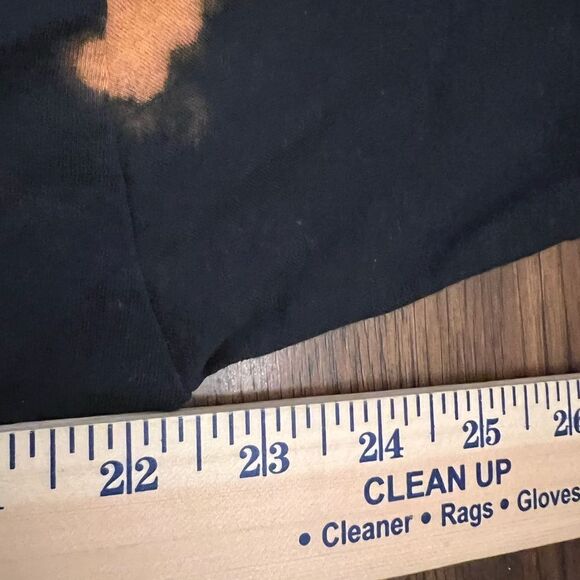 22 23 24 25 26
CLEAN UP
• Cleaner • Rags • Gloves